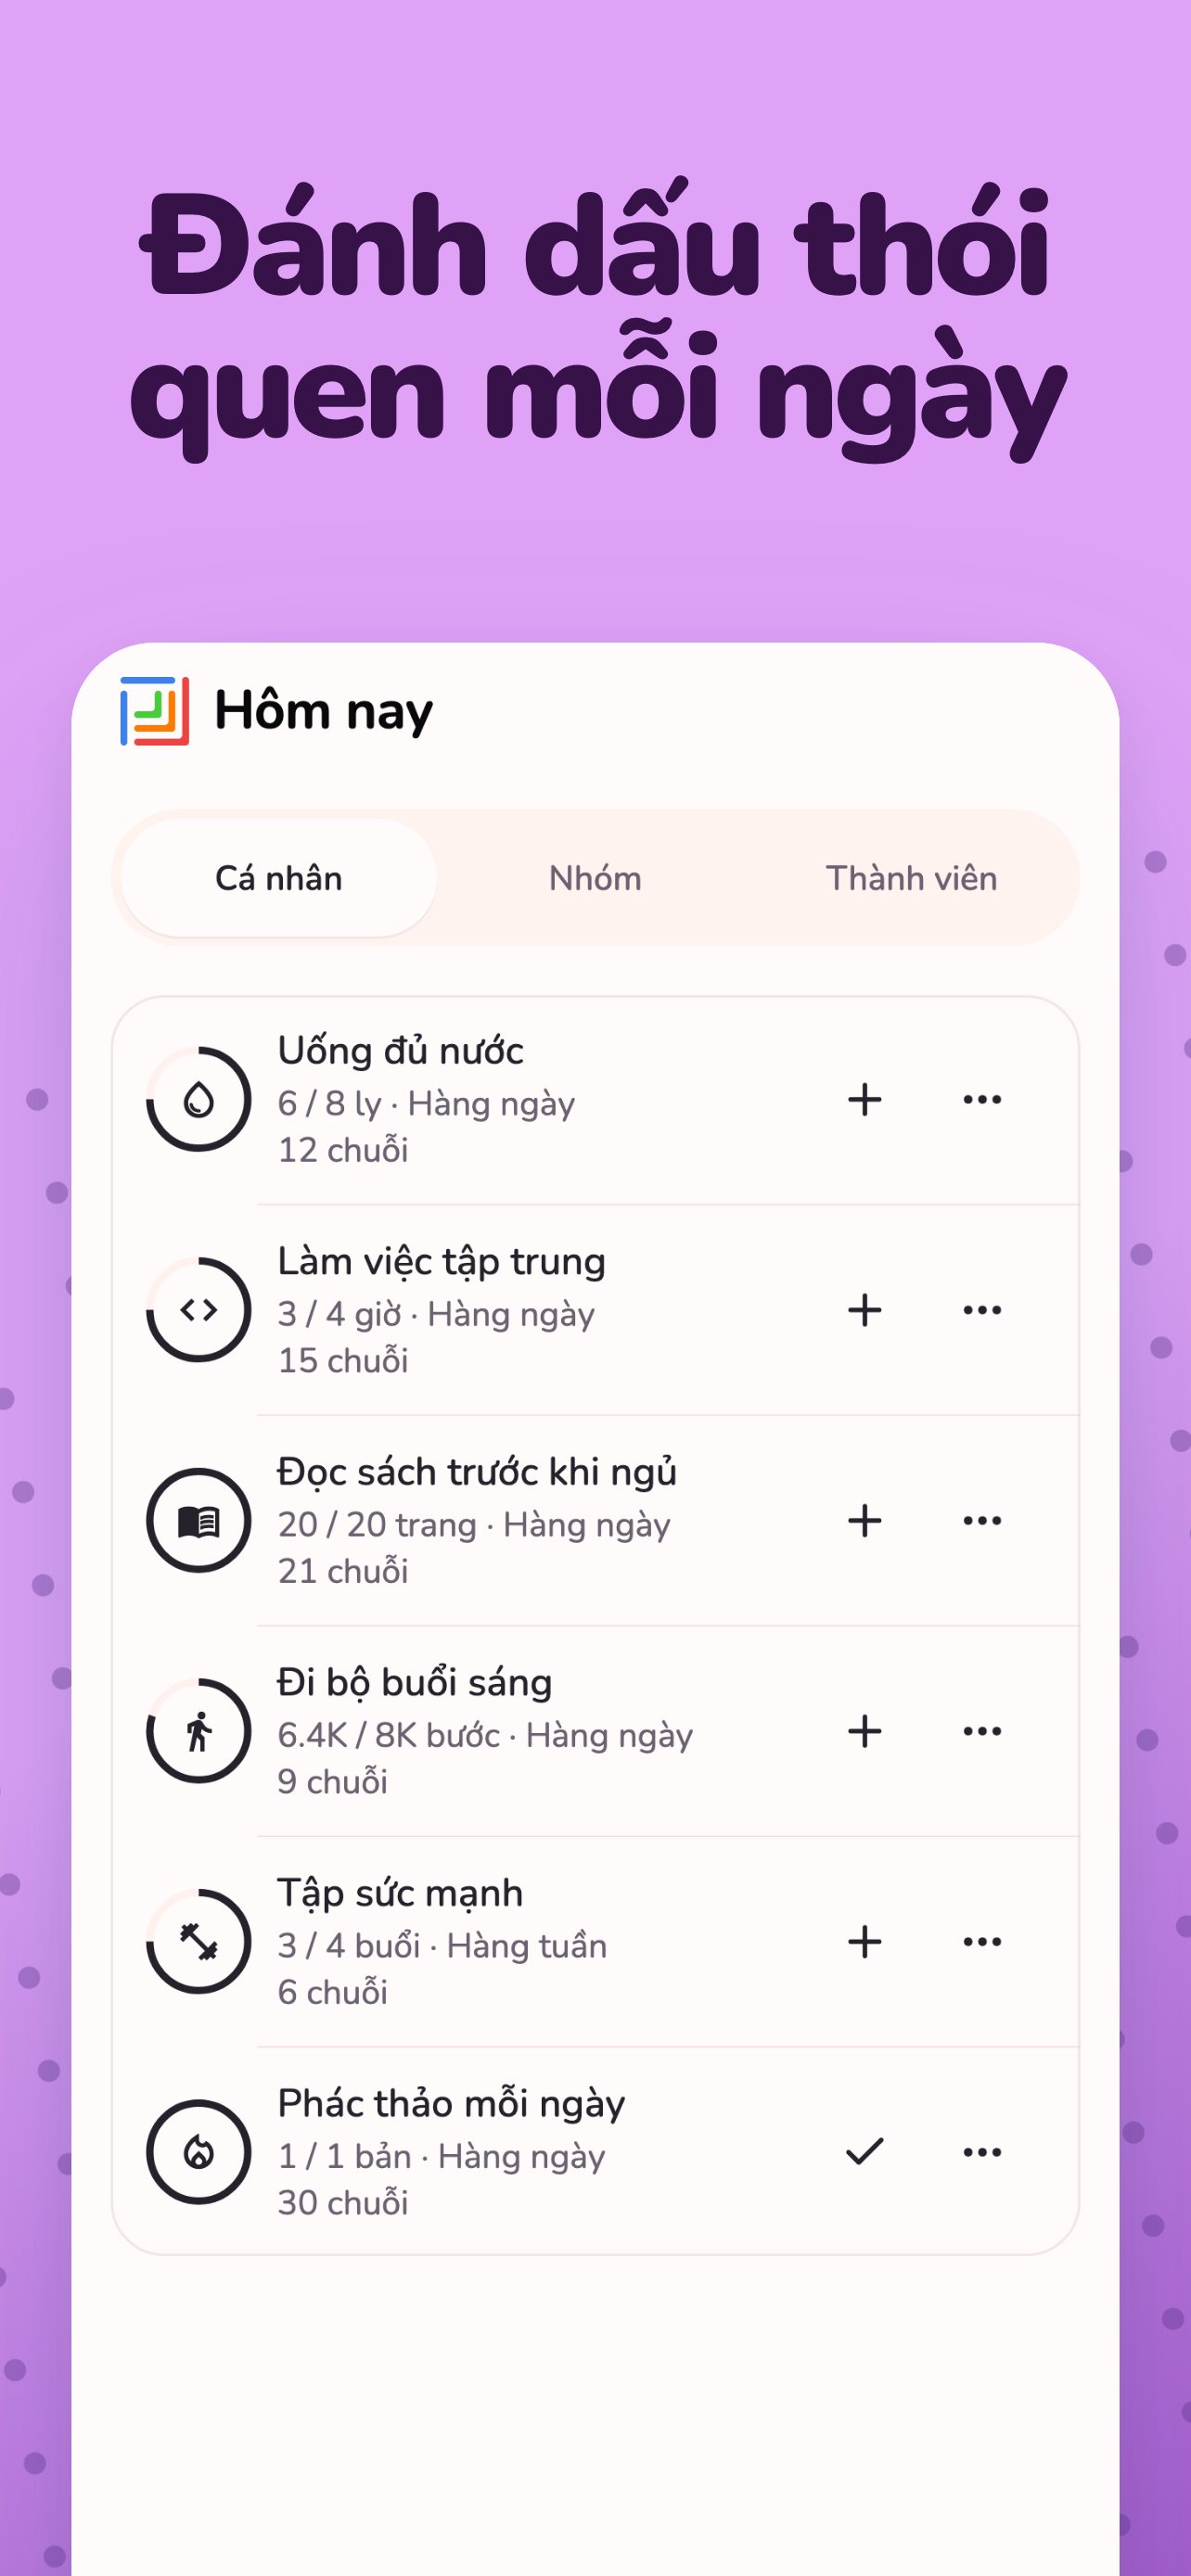 Đánh dấu thói
quen mỗi ngày
Hôm nay
Cá nhân
Nhóm
Thành viên
Uống đủ nước
6 / 8 ly · Hàng ngày
12 chuỗi
Làm việc tập trung
3 / 4 giờ · Hàng ngày
15 chuỗi
Đọc sách trước khi ngủ
20 / 20 trang · Hàng ngày
21 chuỗi
Đi bộ buổi sáng
6.4K / 8K bước · Hàng ngày
9 chuỗi
Tập sức mạnh
3 / 4 buổi · Hàng tuần
6 chuỗi
Phác thảo mỗi ngày
1 / 1 bản · Hàng ngày
30 chuỗi